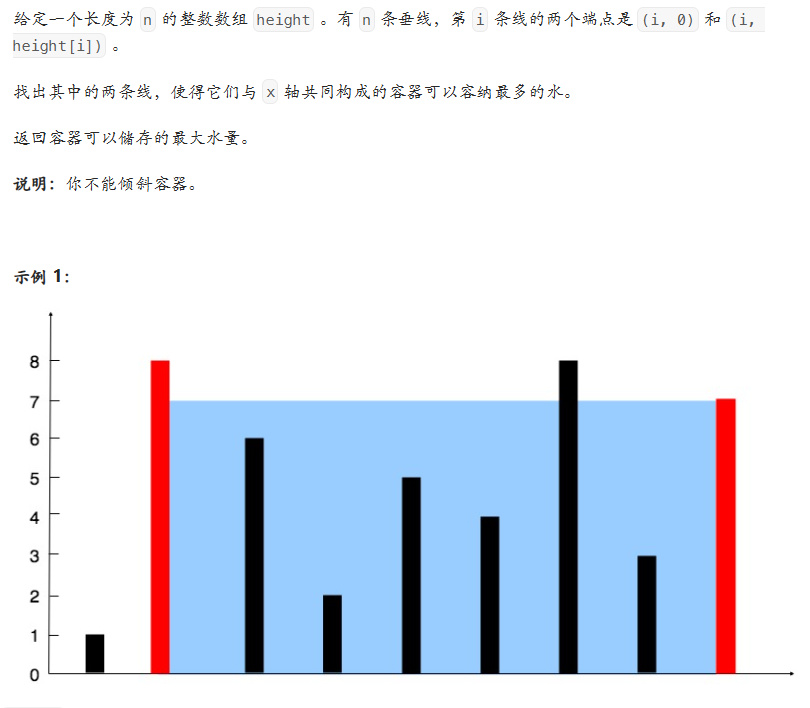 给定一个长度为 n 的整数数组 height 。有 n 条垂线，第 i 条线的两个端点是 (i, 0) 和 (i,
height[i]) 。
找出其中的两条线，使得它们与 x 轴共同构成的容器可以容纳最多的水。
返回容器可以储存的最大水量。
说明：你不能倾斜容器。
示例 1：
8
7
6
5
4
3
2
1
0